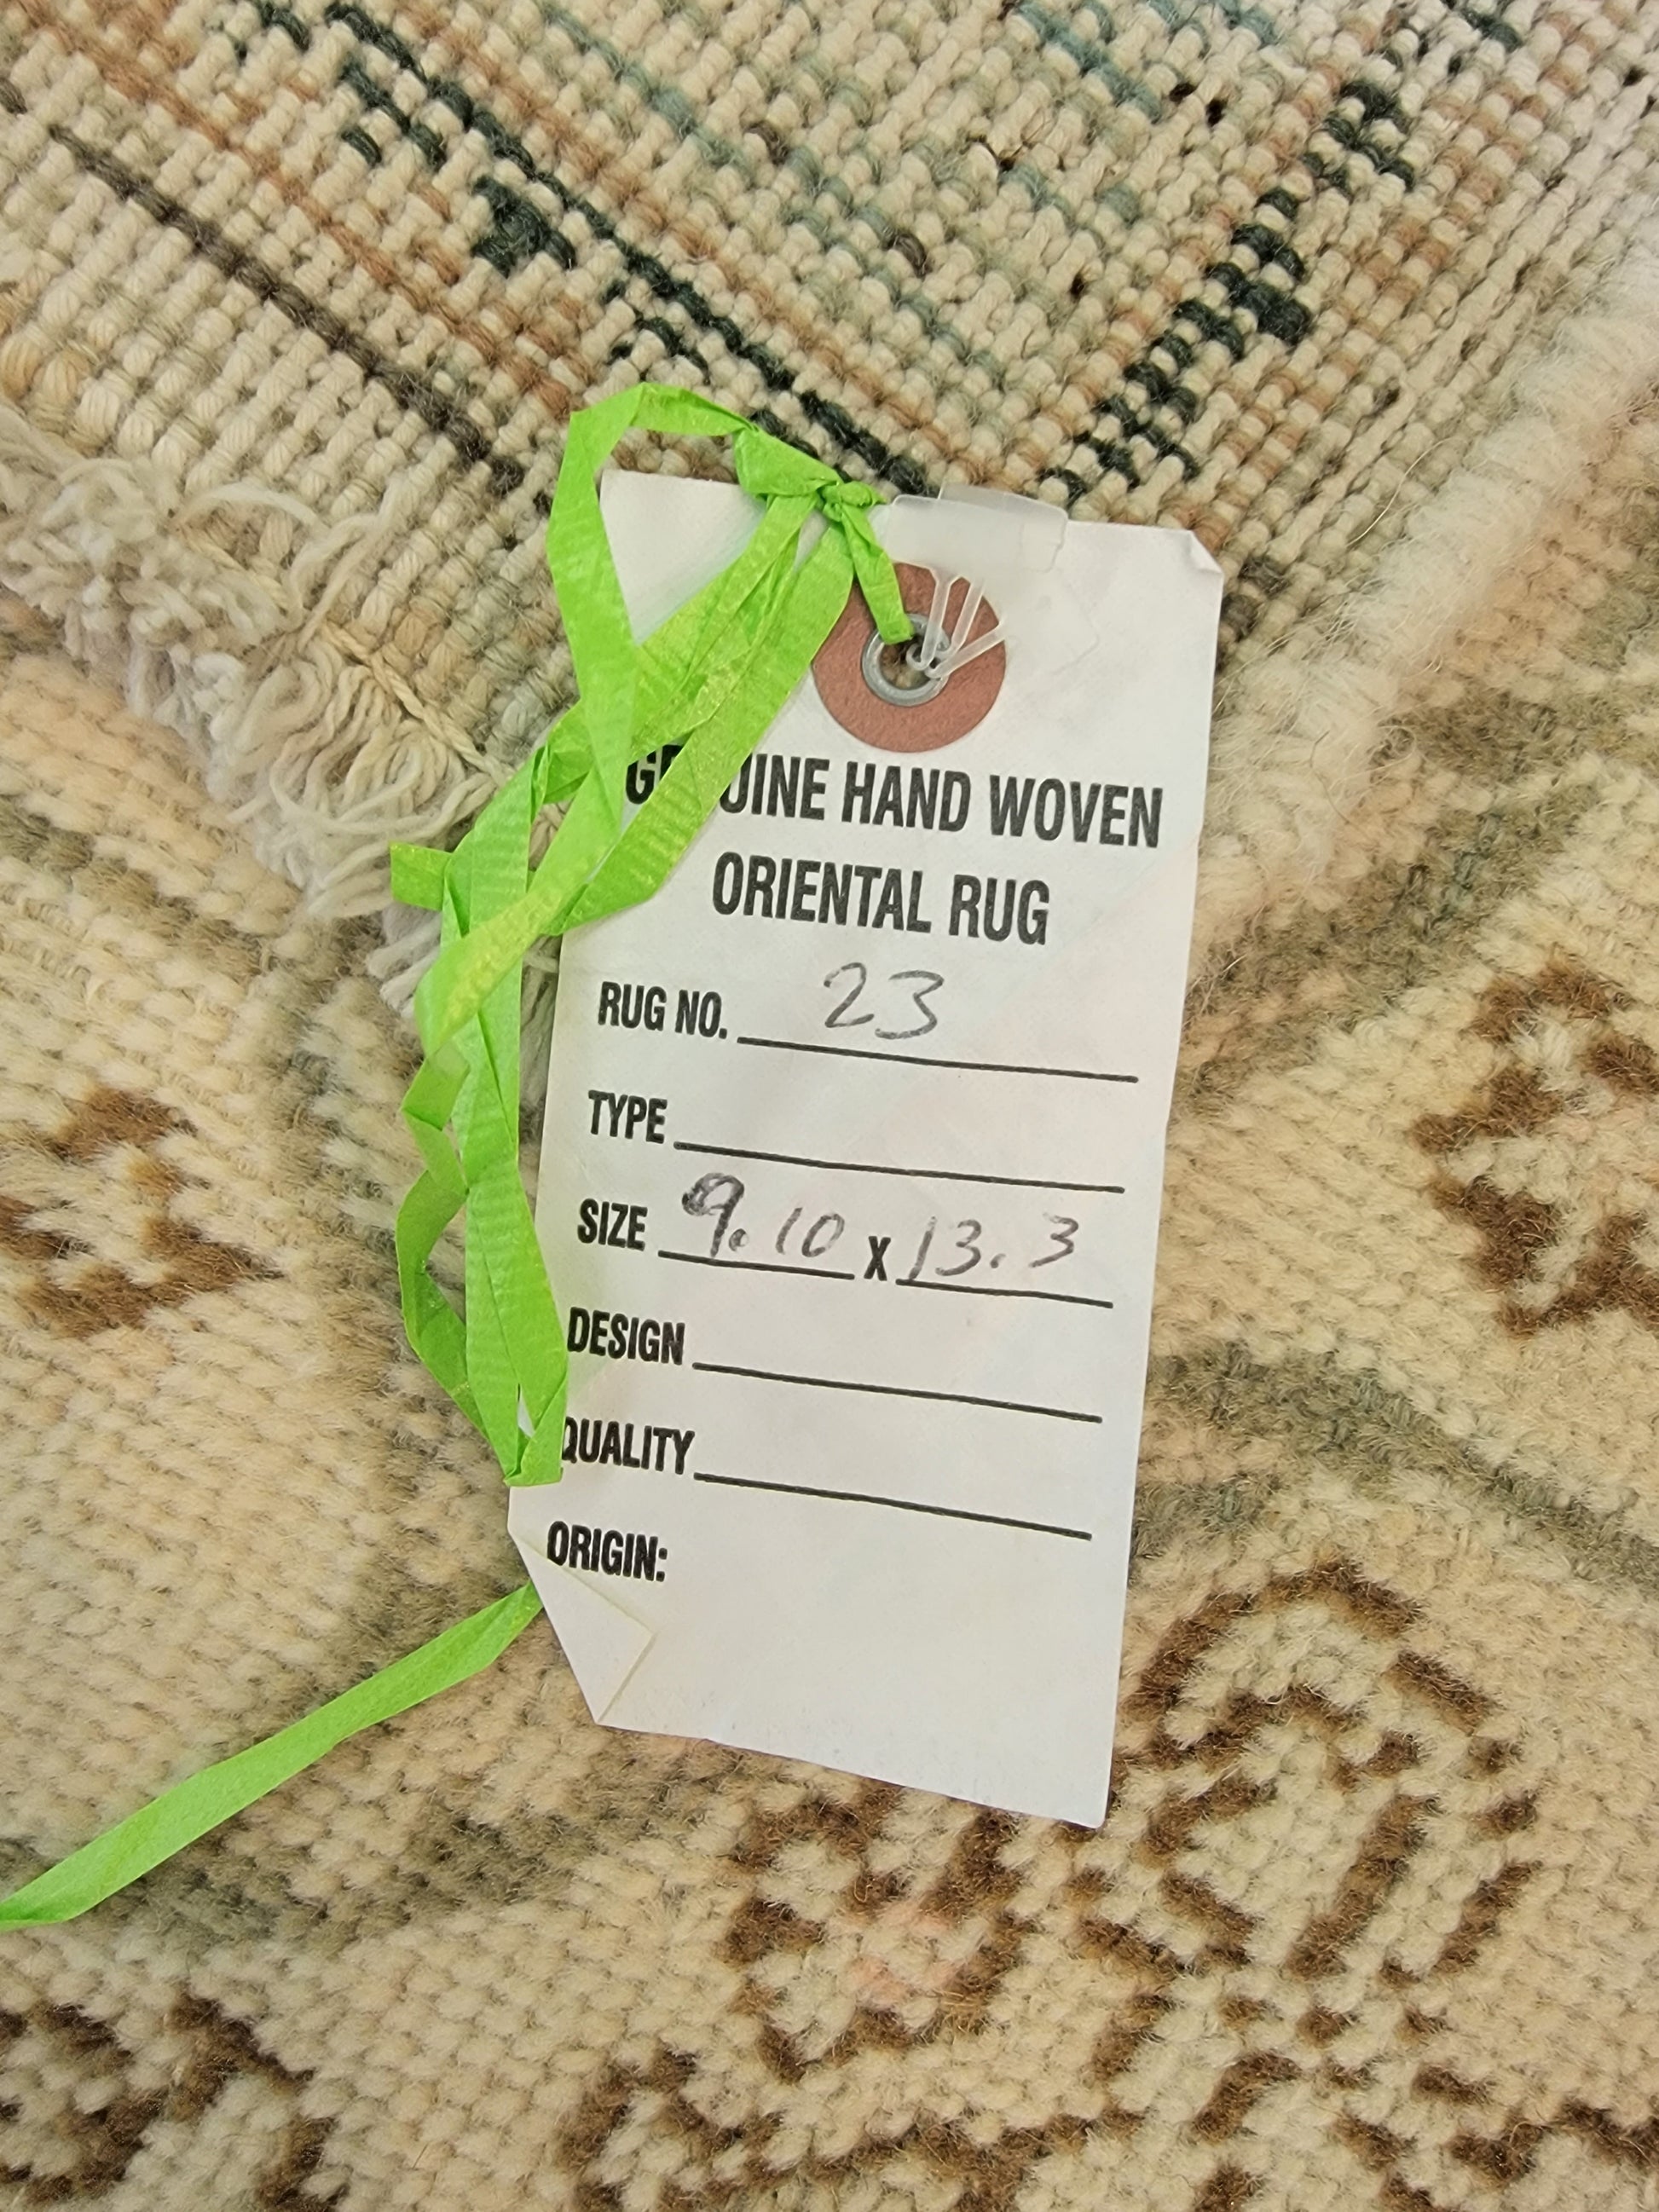 GENUINE HAND WOVEN
ORIENTAL RUG
RUG NO. 23
TYPE
SIZE 9.10 X 13.3
DESIGN
QUALITY
ORIGIN: